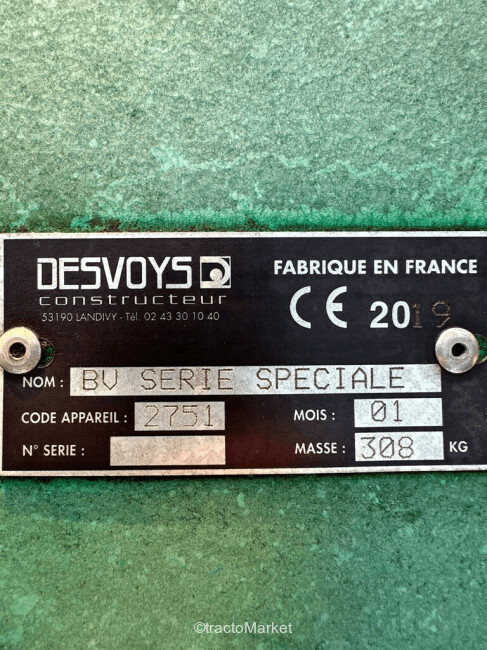 DESVOYS
constructeur
53190 LANDIVY - Tél. 02 43 30 10 40
FABRIQUE EN FRANCE
CE 2019
NOM : BV SERIE SPECIALE
CODE APPAREIL : 2751
MOIS : 01
N° SERIE :
MASSE : 308 KG
©tractoMarket